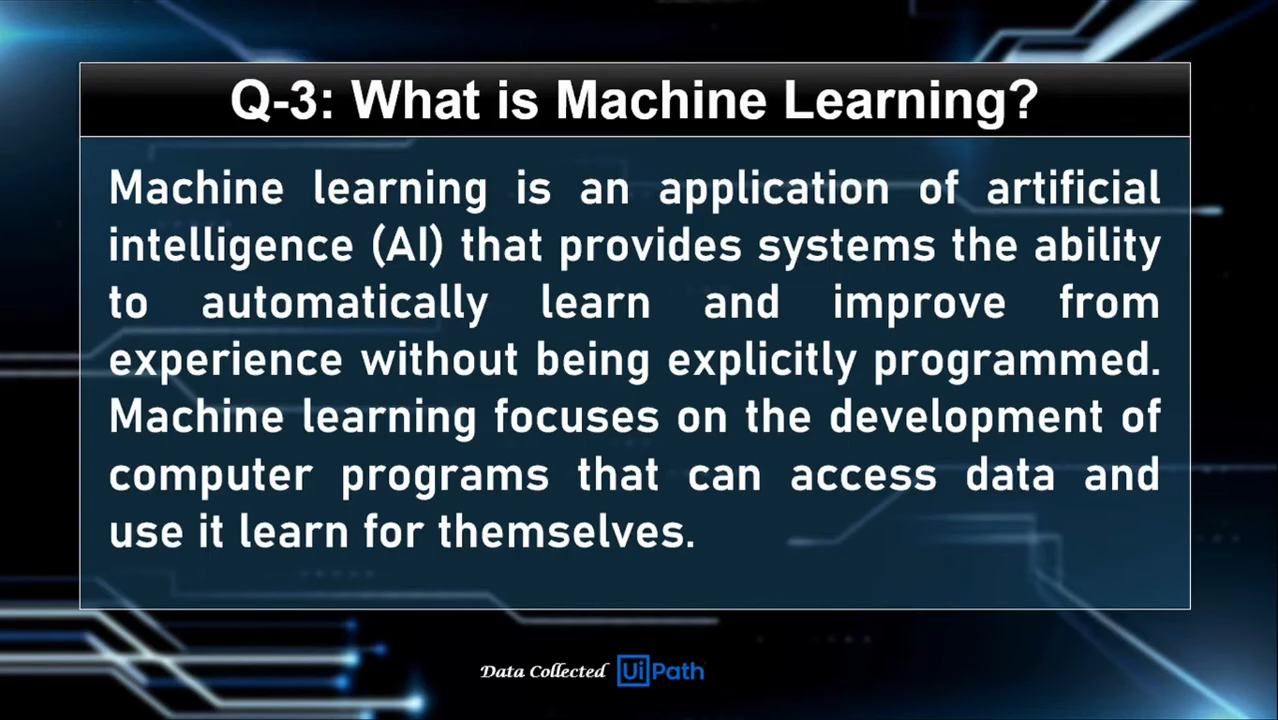 Q-3: What is Machine Learning?
Machine learning is an application of artificial
intelligence (AI) that provides systems the ability
to automatically learn and improve from
experience without being explicitly programmed.
Machine learning focuses on the development of
computer programs that can access data and
use it learn for themselves.
Data Collected UiPath